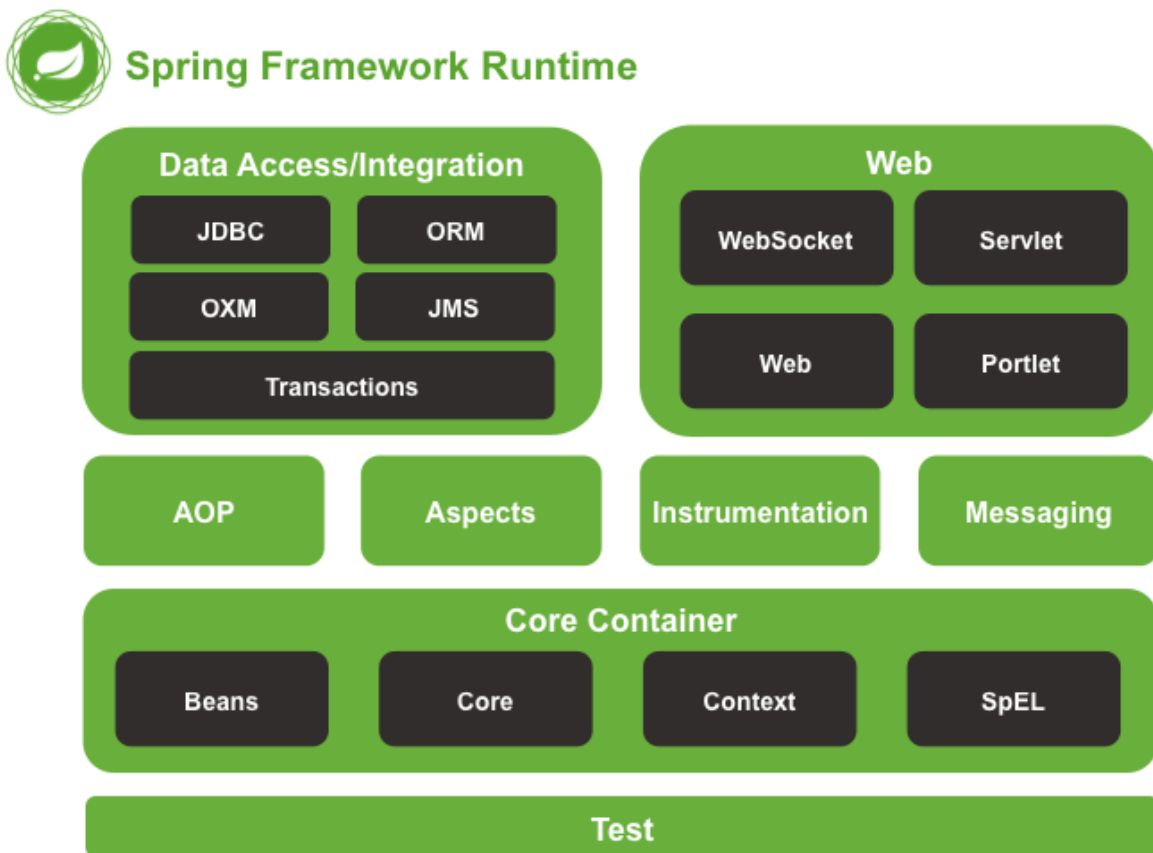 Spring Framework Runtime
Data Access/Integration
JDBC
ORM
OXM
JMS
Transactions
Web
WebSocket
Servlet
Web
Portlet
AOP
Aspects
Instrumentation
Messaging
Core Container
Beans
Core
Context
SpEL
Test